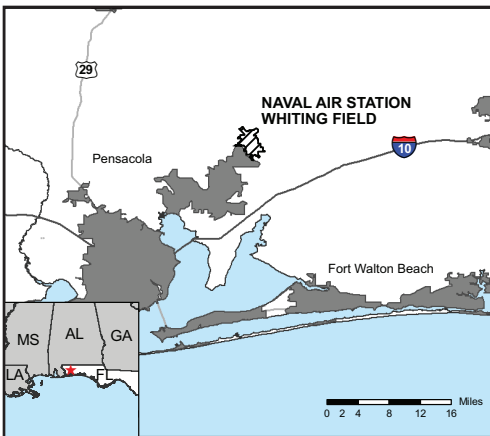 29
NAVAL AIR STATION
WHITING FIELD
10
Pensacola
Fort Walton Beach
MS
AL
GA
LA
FL
Miles
0 2 4 8 12 16